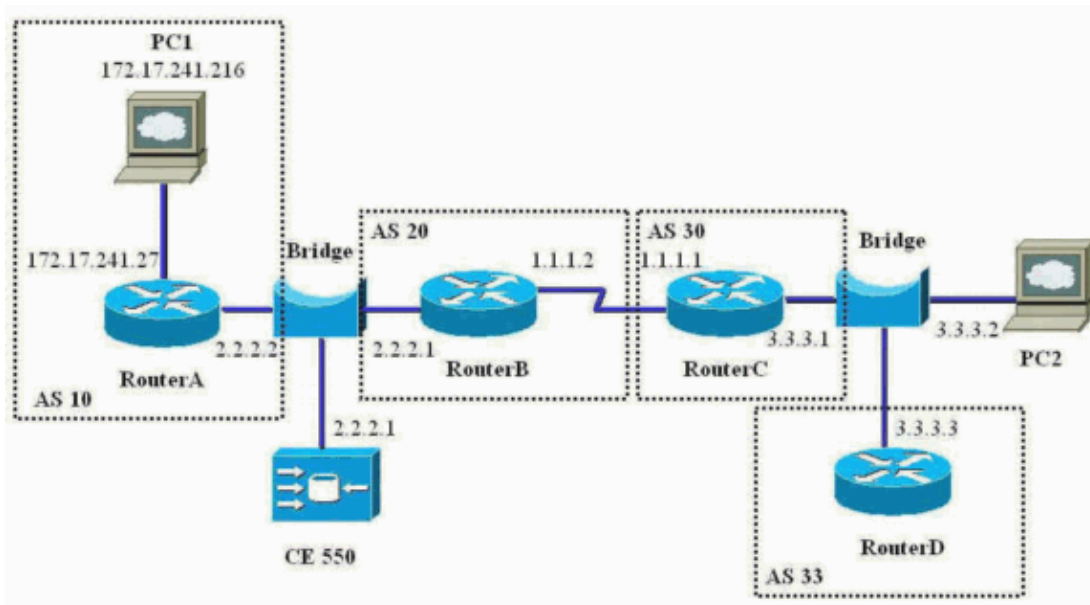 PC1
172.17.241.216
172.17.241.27
2.2.2.2
RouterA
AS 10
Bridge
AS 20
1.1.1.2
2.2.2.1
RouterB
2.2.2.1
CE 550
AS 30
1.1.1.1
3.3.3.1
RouterC
Bridge
3.3.3.2
PC2
3.3.3.3
RouterD
AS 33